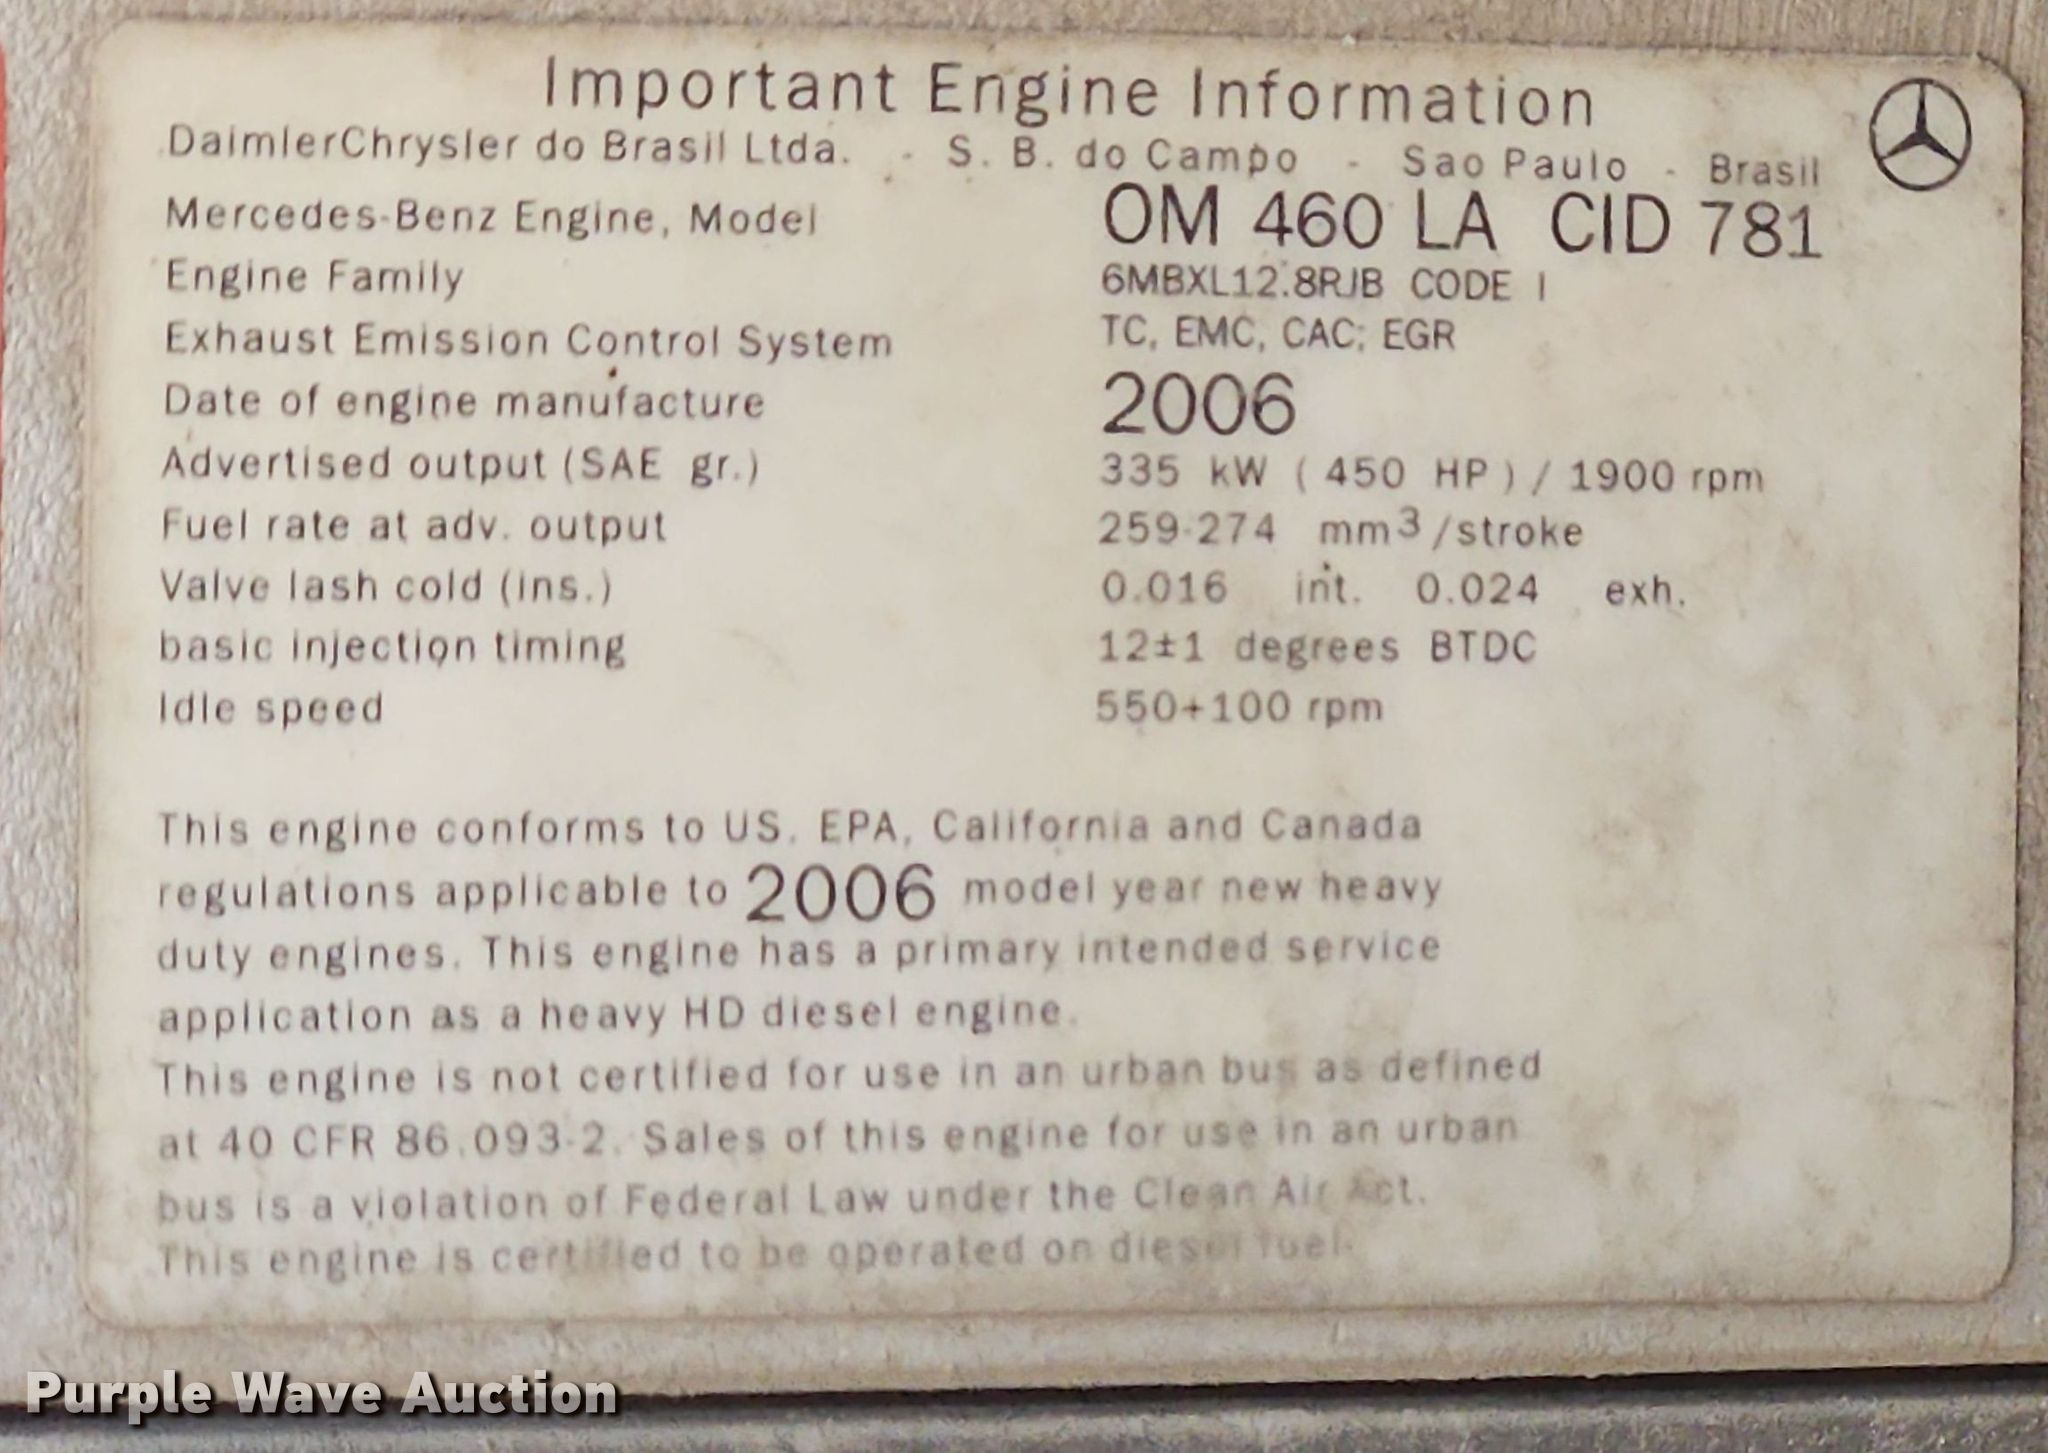 Important Engine Information
DaimlerChrysler do Brasil Ltda. - S. B. do Campo - Sao Paulo - Brasil
Mercedes-Benz Engine, Model OM 460 LA CID 781
Engine Family 6MBXL12.8RJB CODE I
Exhaust Emission Control System TC, EMC, CAC; EGR
Date of engine manufacture 2006
Advertised output (SAE gr.) 335 kW ( 450 HP ) / 1900 rpm
Fuel rate at adv. output 259-274 mm3 /stroke
Valve lash cold (ins.) 0.016 int. 0.024 exh.
basic injection timing 12±1 degrees BTDC
Idle speed 550+100 rpm
This engine conforms to US. EPA, California and Canada
regulations applicable to 2006 model year new heavy
duty engines. This engine has a primary intended service
application as a heavy HD diesel engine.
This engine is not certified for use in an urban bus as defined
at 40 CFR 86.093-2. Sales of this engine for use in an urban
bus is a violation of Federal Law under the Clean Air Act.
This engine is certified to be operated on diesel fuel.
Purple Wave Auction